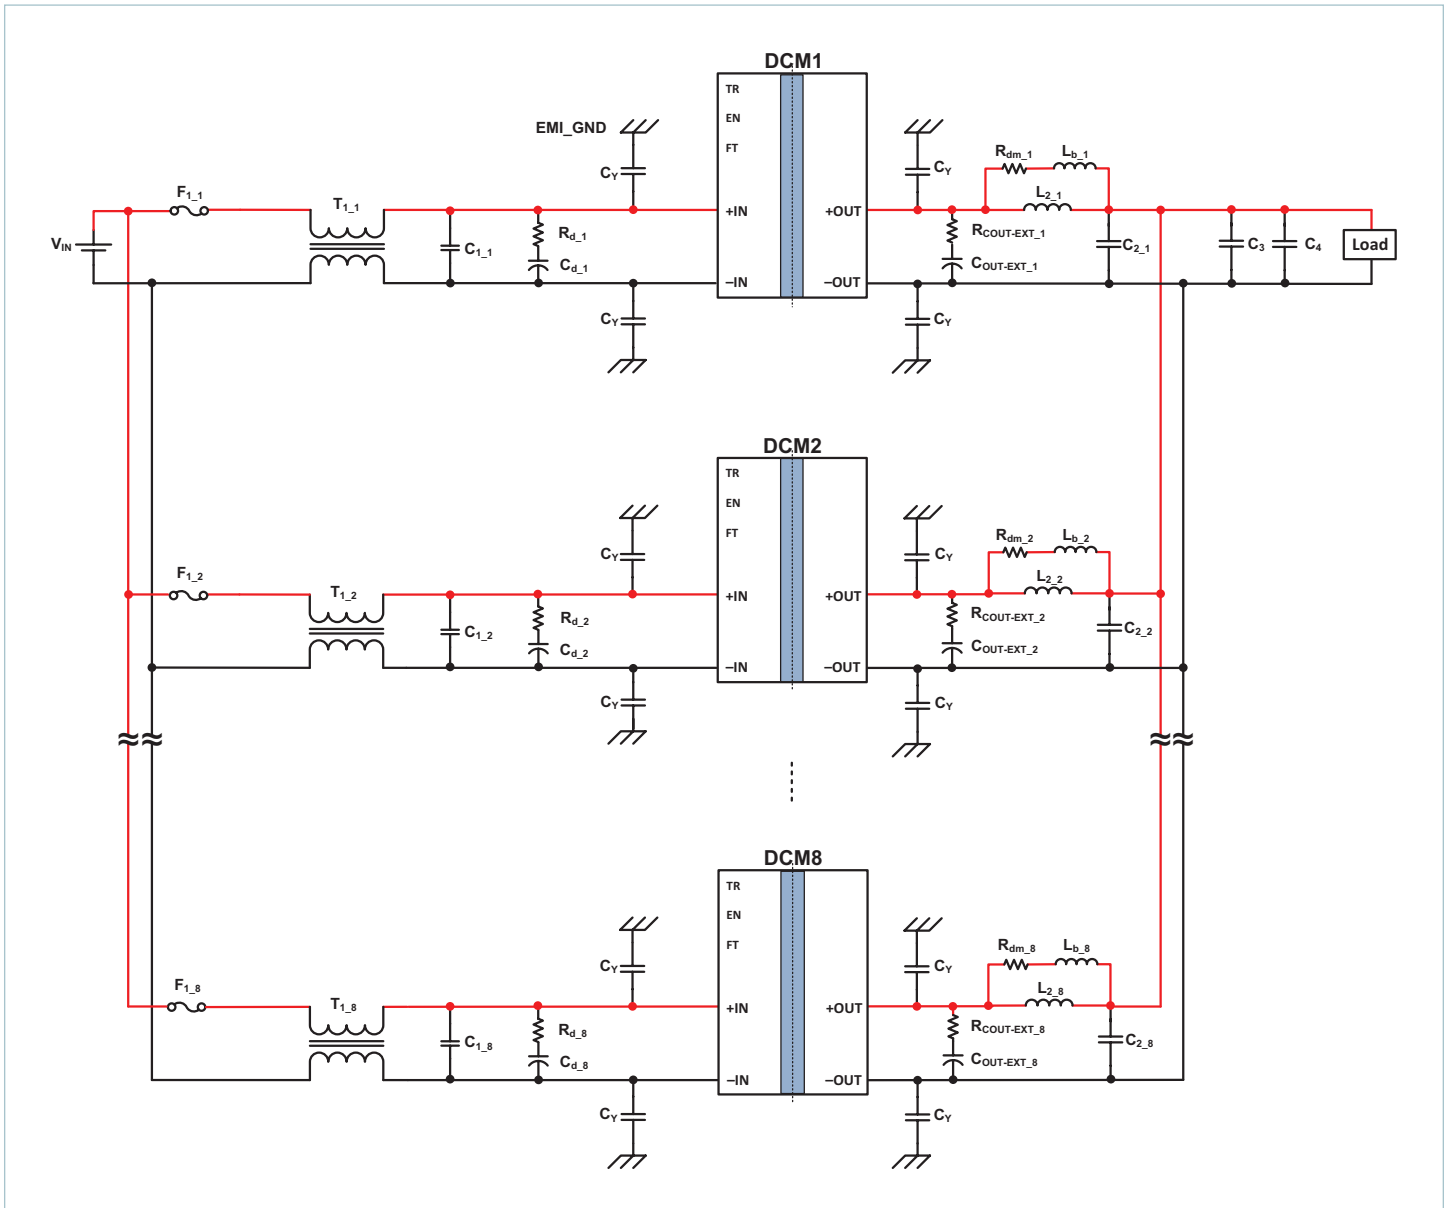 DCM1
TR
EN
FT
EMI_GND
CY
CY
Rdm_1
Lb_1
F1_1
T1_1
L2_1
VIN
C1_1
Rd_1
Cd_1
+IN
+OUT
RCOUT-EXT_1
COUT-EXT_1
C2_1
C3
C4
Load
–IN
–OUT
CY
CY
DCM2
TR
EN
FT
CY
CY
Rdm_2
Lb_2
F1_2
T1_2
L2_2
C1_2
Rd_2
Cd_2
+IN
+OUT
RCOUT-EXT_2
COUT-EXT_2
C2_2
–IN
–OUT
CY
CY
DCM8
TR
EN
FT
CY
CY
Rdm_8
Lb_8
F1_8
T1_8
L2_8
C1_8
Rd_8
Cd_8
+IN
+OUT
RCOUT-EXT_8
COUT-EXT_8
C2_8
–IN
–OUT
CY
CY